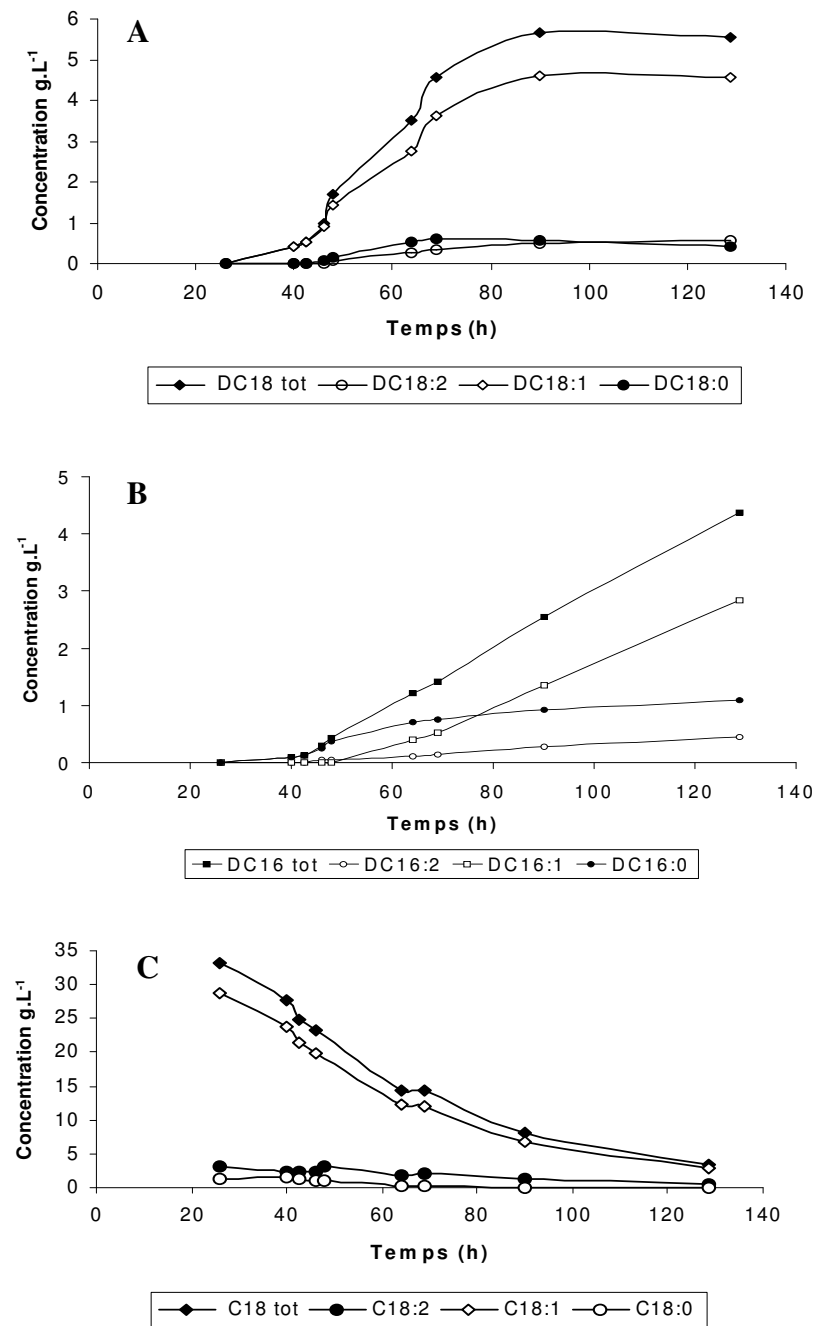 A
Concentration g.L-1
6
5
4
3
2
1
0
0 20 40 60 80 100 120 140
Temps (h)
DC18 tot DC18:2 DC18:1 DC18:0
B
Concentration g.L-1
5
4
3
2
1
0
0 20 40 60 80 100 120 140
Temps (h)
DC16 tot DC16:2 DC16:1 DC16:0
C
Concentration g.L-1
35
30
25
20
15
10
5
0
0 20 40 60 80 100 120 140
Temps (h)
C18 tot C18:2 C18:1 C18:0